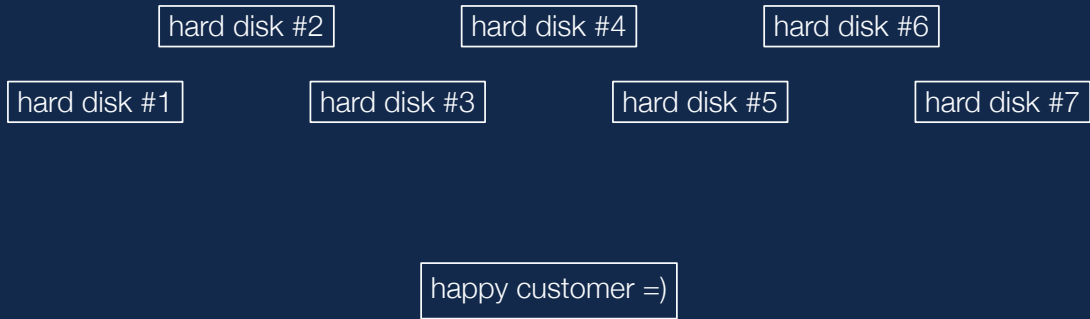 hard disk #2 hard disk #4 hard disk #6
hard disk #1 hard disk #3 hard disk #5 hard disk #7
happy customer =)